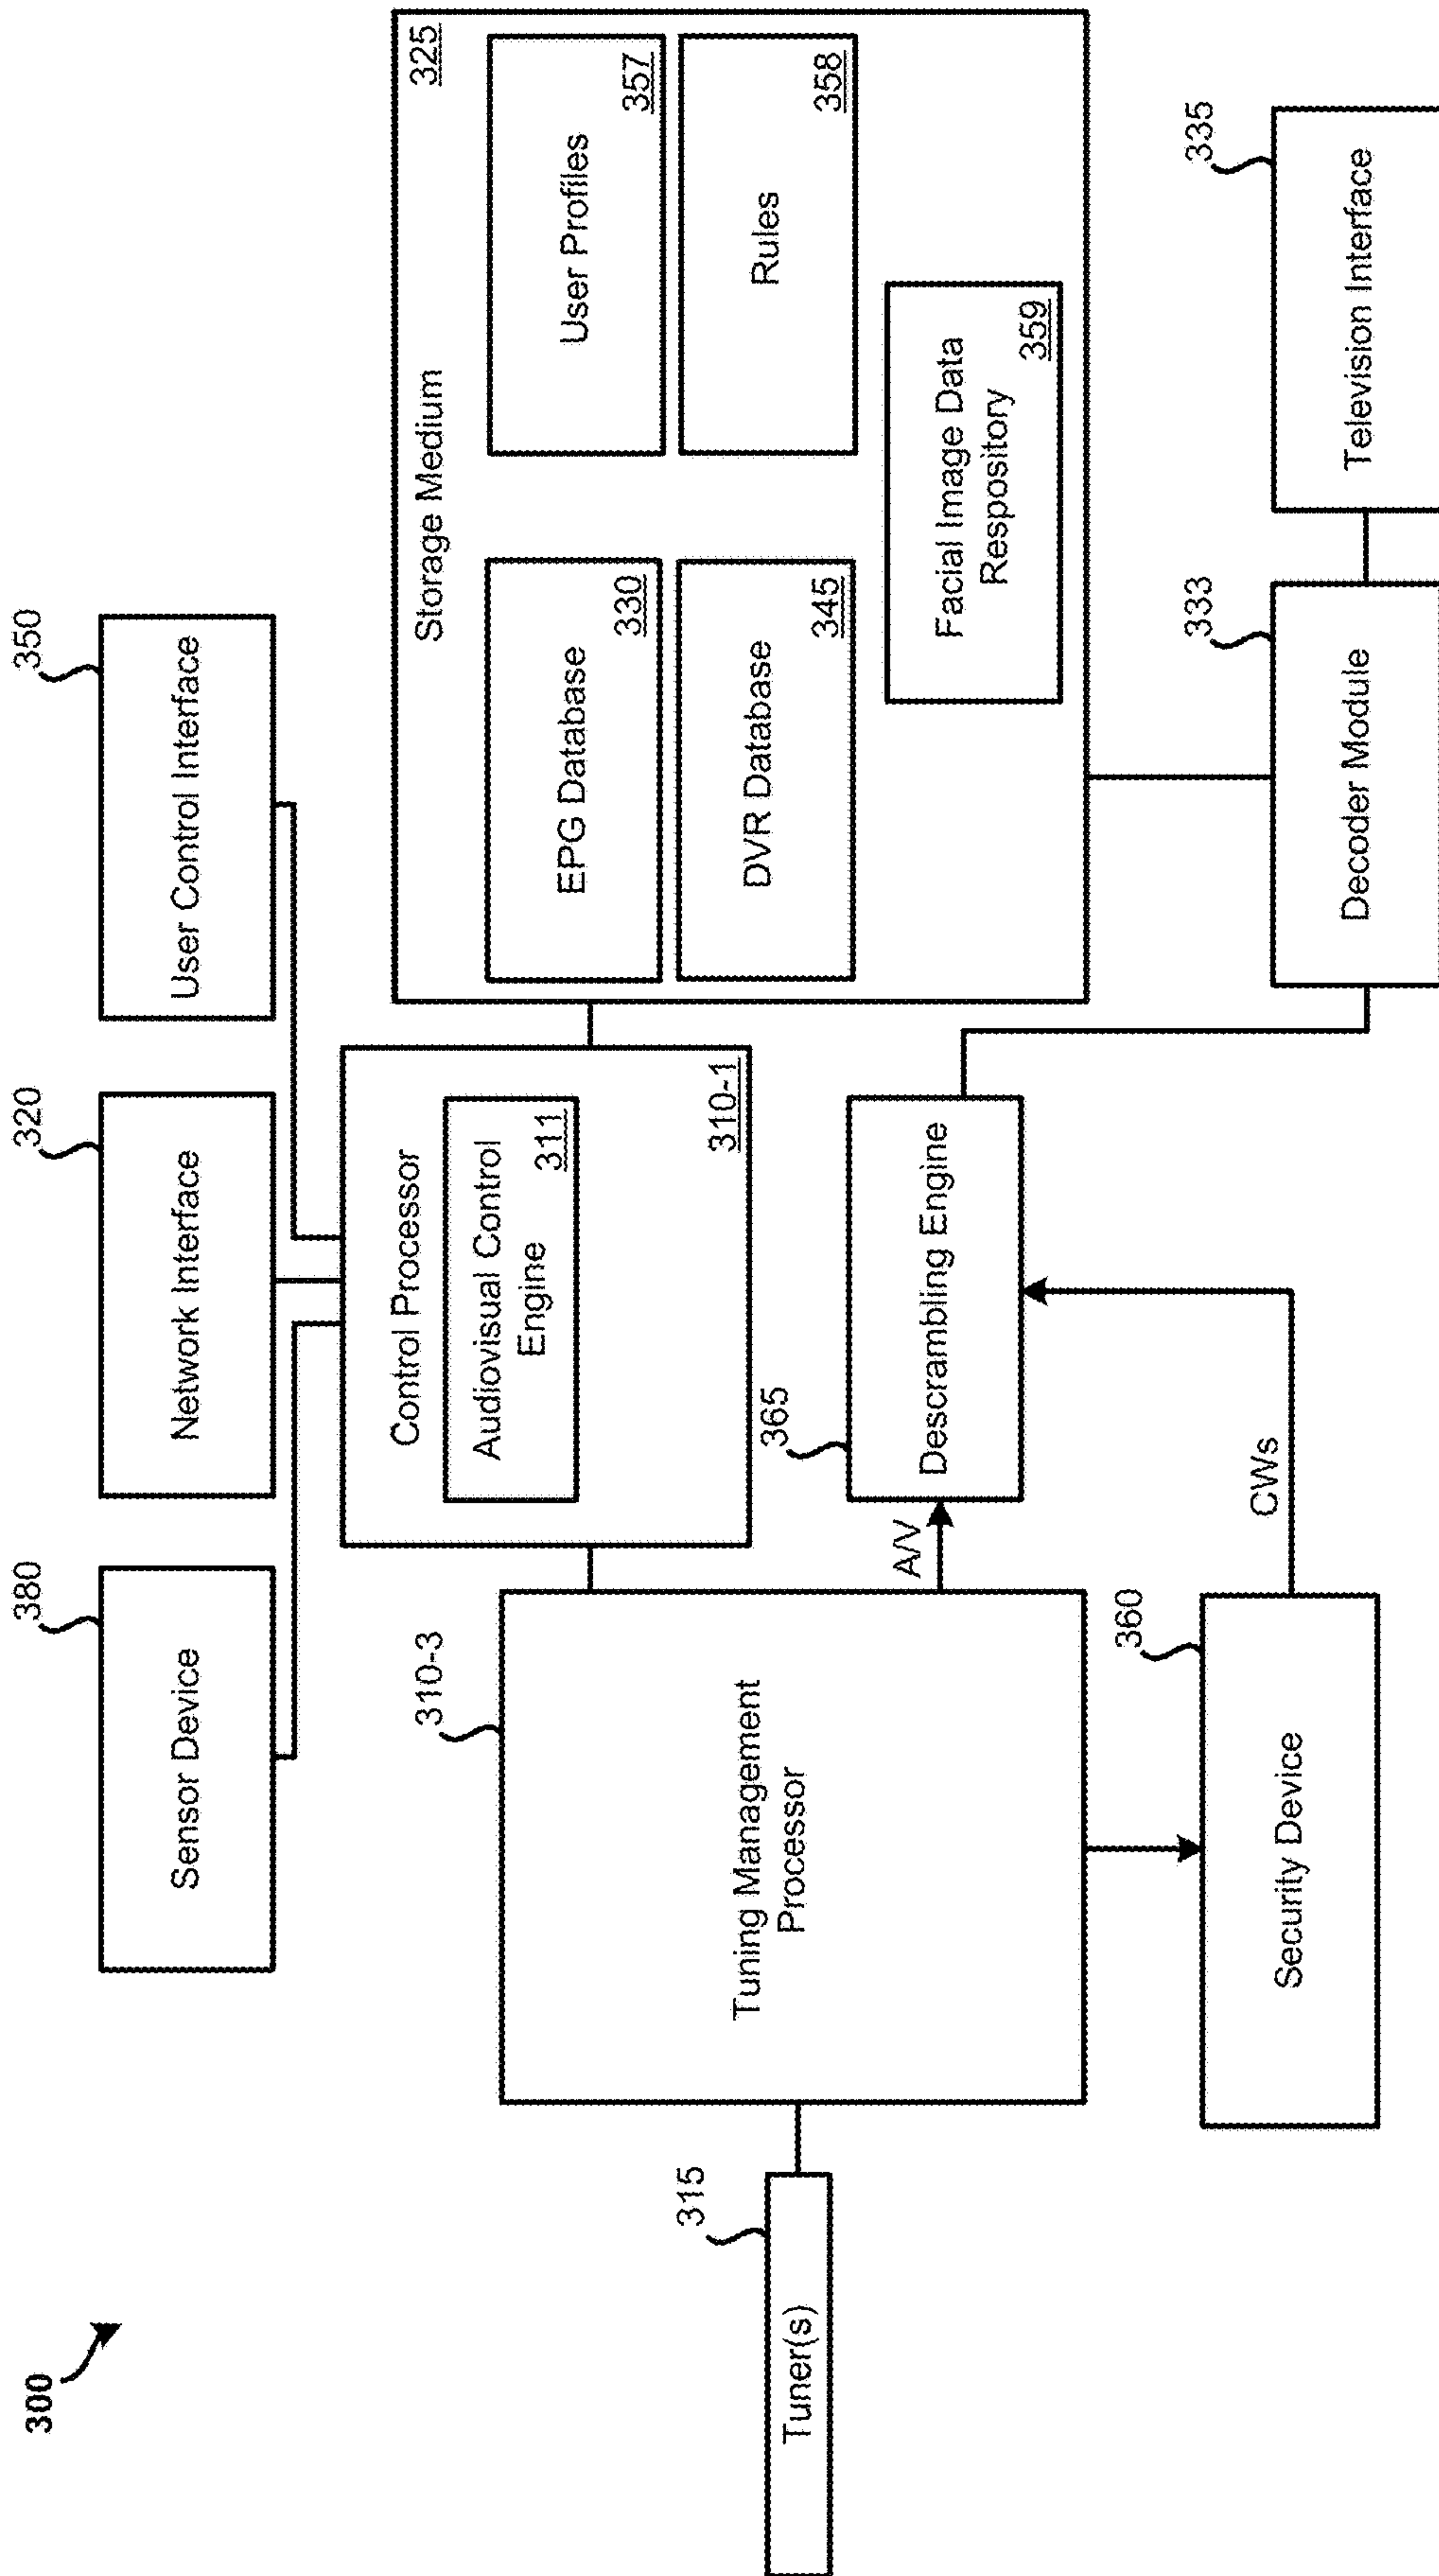 300
380
Sensor Device
320
Network Interface
350
User Control Interface
315
Tuner(s)
310-3
Tuning Management
Processor
Control Processor
Audiovisual Control
Engine
311
310-1
Storage Medium
325
EPG Database
330
User Profiles
357
DVR Database
345
Rules
358
Facial Image Data
Respository
359
A/V
365
Descrambling Engine
360
Security Device
CWs
333
Decoder Module
335
Television Interface